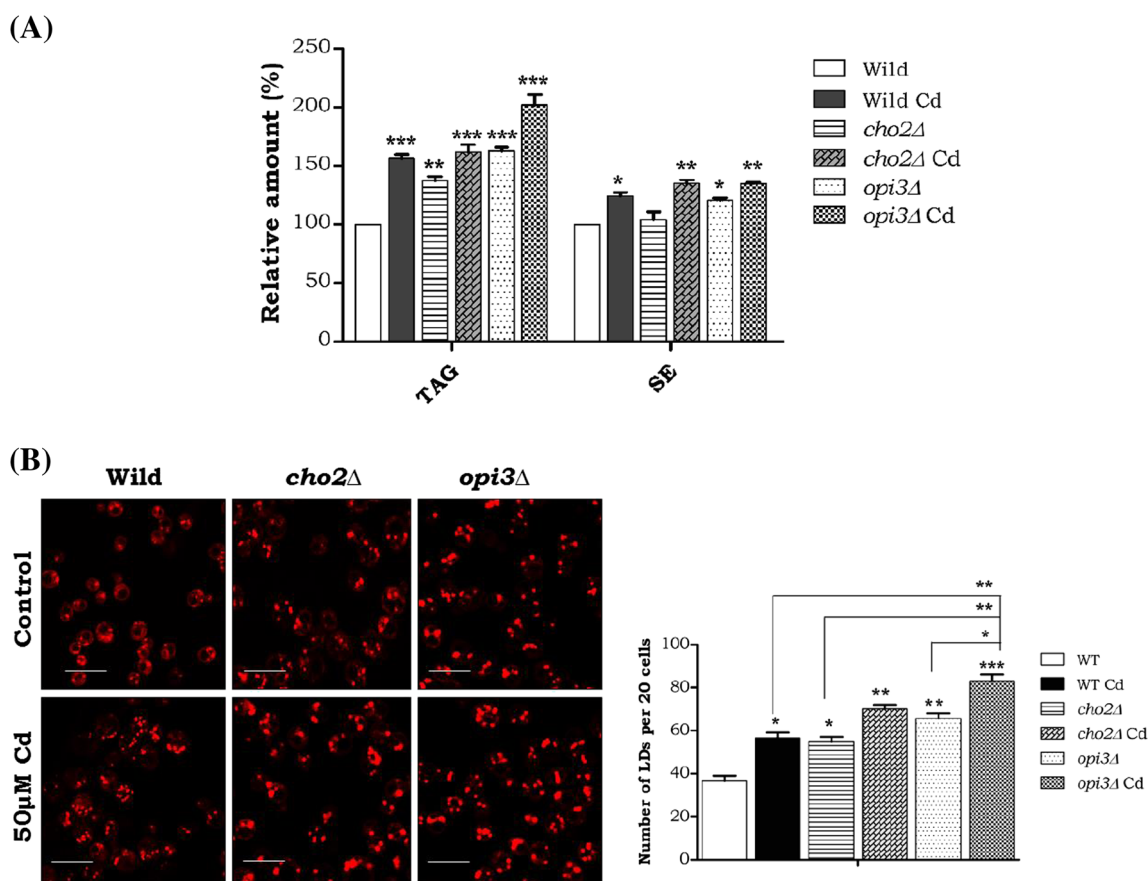 (A)
Relative amount (%)
250
200
150
100
50
0
***
**
***
***
***
*
**
*
**
TAG
SE
Wild
Wild Cd
cho2Δ
cho2Δ Cd
opi3Δ
opi3Δ Cd
(B)
Wild
cho2Δ
opi3Δ
Control
50μM Cd
Number of LDs per 20 cells
100
80
60
40
20
0
**
**
*
*
*
**
**
***
WT
WT Cd
cho2Δ
cho2Δ Cd
opi3Δ
opi3Δ Cd